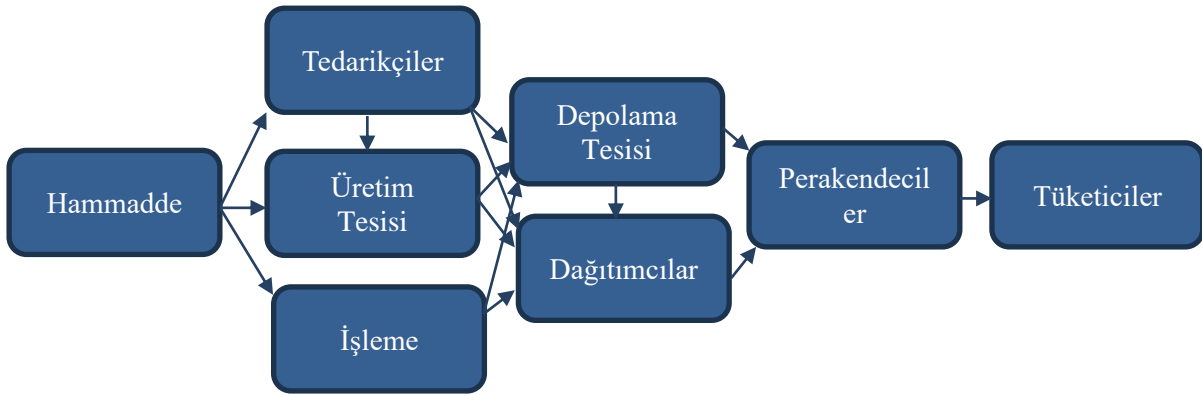 Tedarikçiler
Depolama
Tesisi
Hammadde
Üretim
Tesisi
Perakendecil
er
Tüketiciler
Dağıtımcılar
İşleme